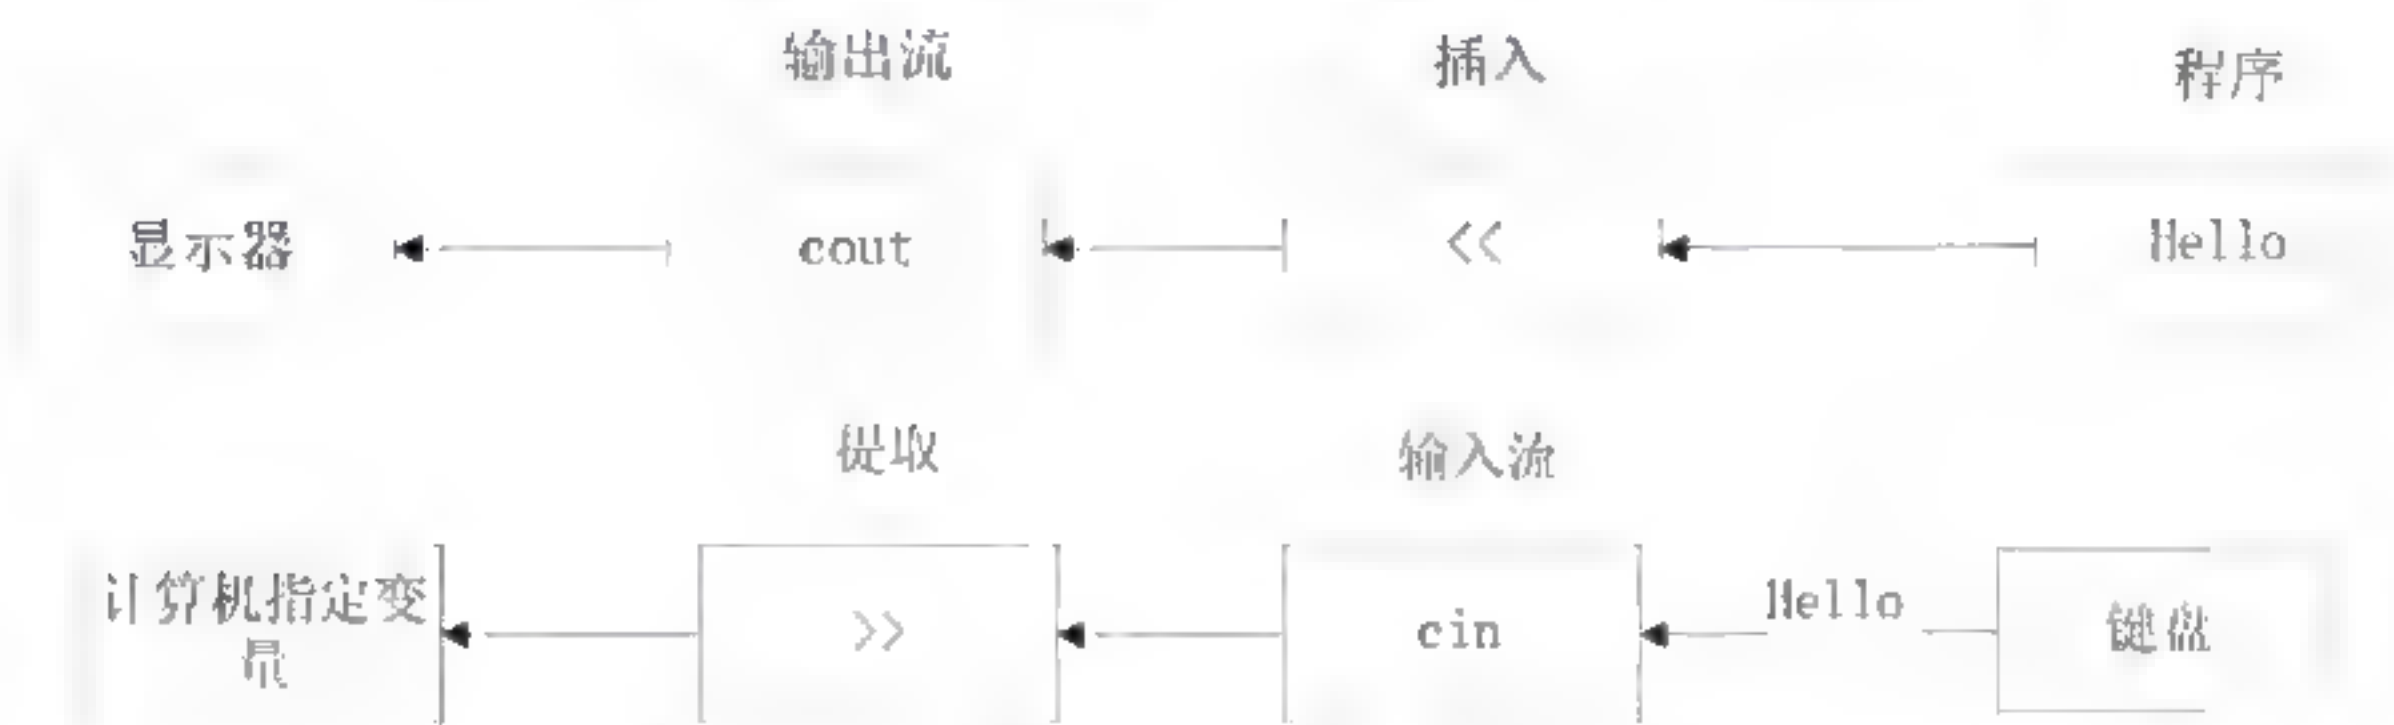 输出流 插入 程序
显示器 cout << Hello
提取 输入流
计算机指定变
量 >> cin Hello 键盘